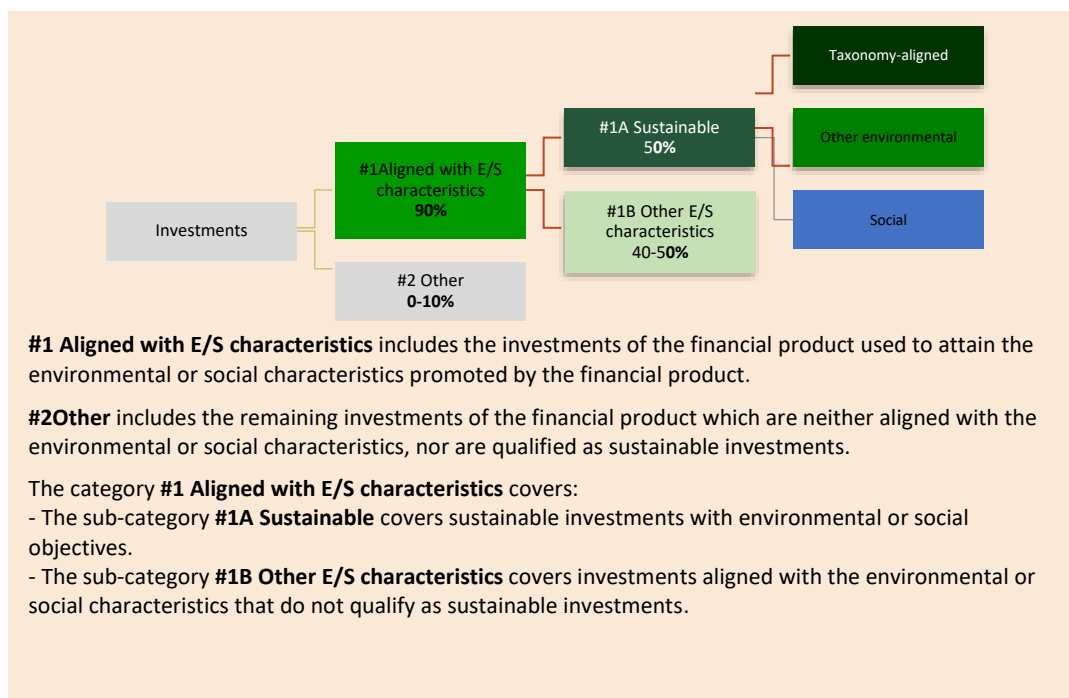 Taxonomy-aligned
#1A Sustainable
50%
Other environmental
#1Aligned with E/S
characteristics
90%
#1B Other E/S
characteristics
40-50%
Social
Investments
#2 Other
0-10%
#1 Aligned with E/S characteristics includes the investments of the financial product used to attain the
environmental or social characteristics promoted by the financial product.
#2Other includes the remaining investments of the financial product which are neither aligned with the
environmental or social characteristics, nor are qualified as sustainable investments.
The category #1 Aligned with E/S characteristics covers:
- The sub-category #1A Sustainable covers sustainable investments with environmental or social
objectives.
- The sub-category #1B Other E/S characteristics covers investments aligned with the environmental or
social characteristics that do not qualify as sustainable investments.